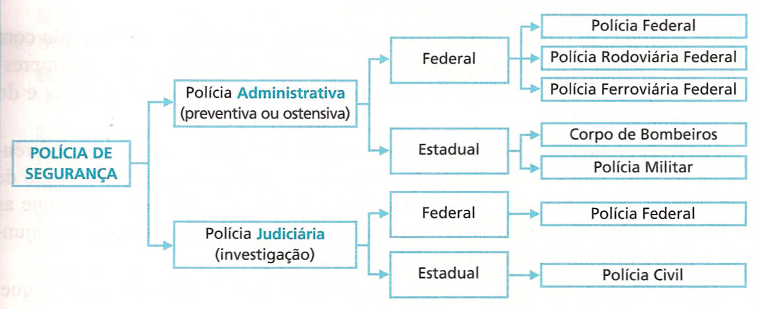 POLÍCIA DE
SEGURANÇA
Polícia Administrativa
(preventiva ou ostensiva)
Federal
Polícia Federal
Polícia Rodoviária Federal
Polícia Ferroviária Federal
Estadual
Corpo de Bombeiros
Polícia Militar
Polícia Judiciária
(investigação)
Federal
Polícia Federal
Estadual
Polícia Civil